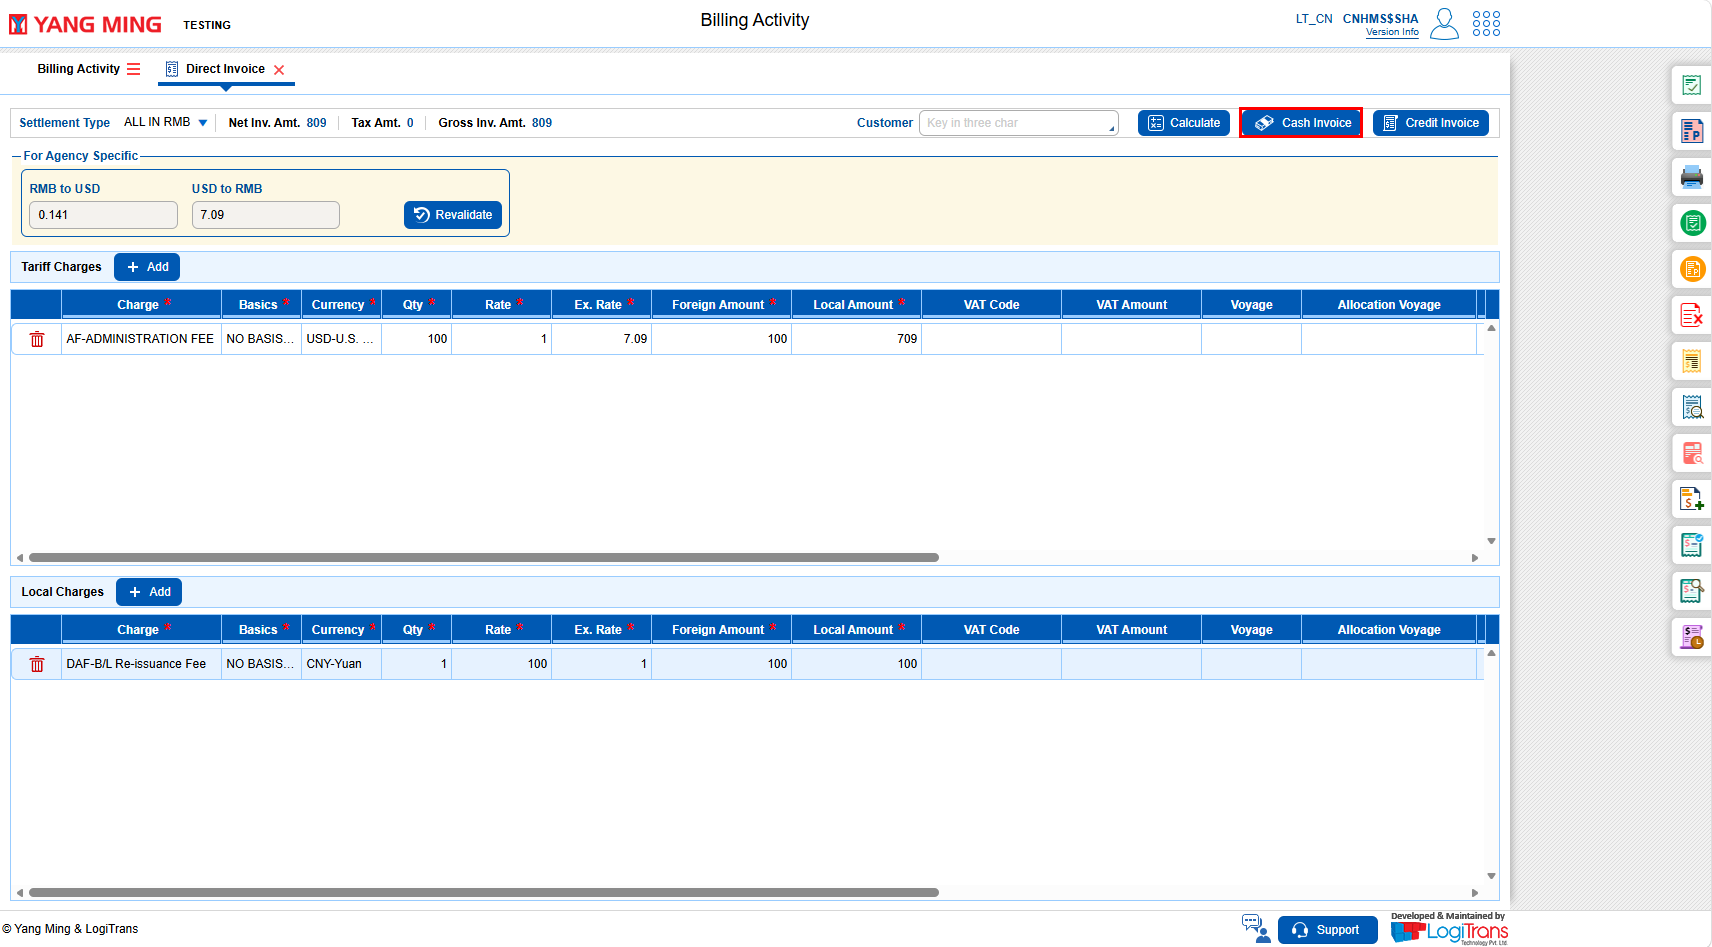 YANG MING TESTING Billing Activity LT_CN CNHMS$SHA
Version Info
Billing Activity Direct Invoice
Settlement Type ALL IN RMB Net Inv. Amt. 809 Tax Amt. 0 Gross Inv. Amt. 809 Customer Key in three char Calculate Cash Invoice Credit Invoice
For Agency Specific
RMB to USD USD to RMB
0.141 7.09 Revalidate
Tariff Charges + Add
Charge * Basics * Currency * Qty * Rate * Ex. Rate * Foreign Amount * Local Amount * VAT Code VAT Amount Voyage Allocation Voyage
AF-ADMINISTRATION FEE NO BASIS... USD-U.S. ... 100 1 7.09 100 709
Local Charges + Add
Charge * Basics * Currency * Qty * Rate * Ex. Rate * Foreign Amount * Local Amount * VAT Code VAT Amount Voyage Allocation Voyage
DAF-B/L Re-issuance Fee NO BASIS... CNY-Yuan 1 100 1 100 100
© Yang Ming & LogiTrans Support
Developed & Maintained by
LogiTrans
Technology Pvt. Ltd.